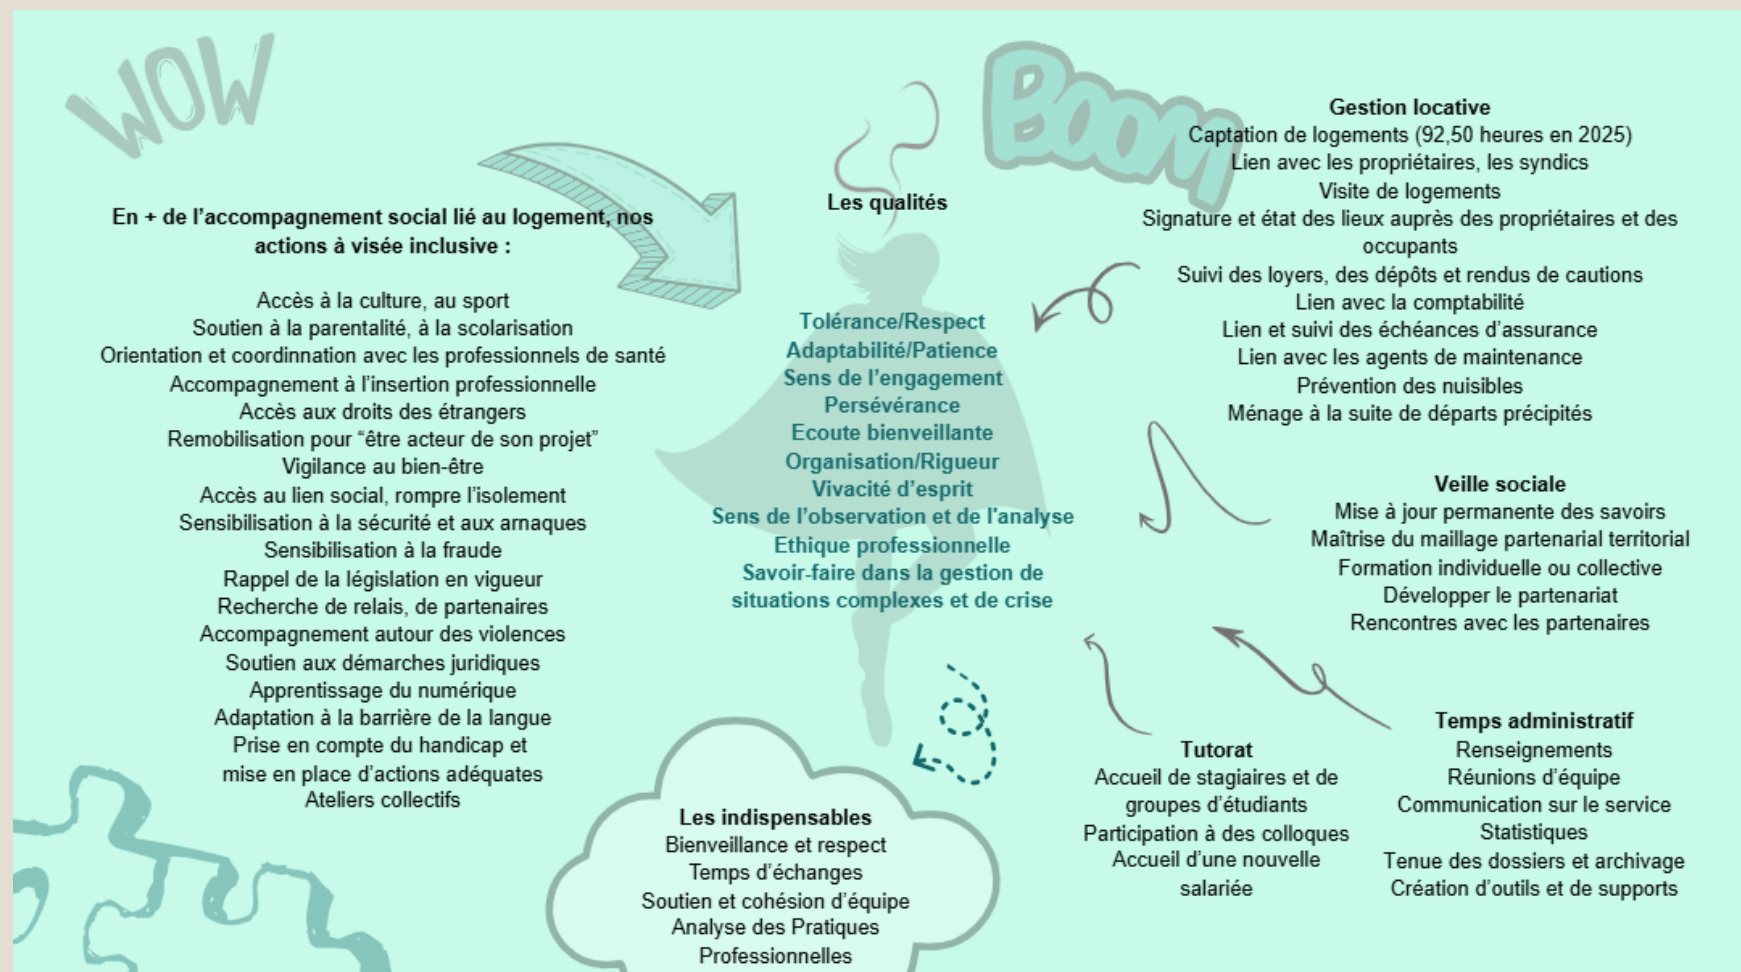 WOW
BOOM
En + de l'accompagnement social lié au logement, nos
actions à visée inclusive :
Accès à la culture, au sport
Soutien à la parentalité, à la scolarisation
Orientation et coordinnation avec les professionnels de santé
Accompagnement à l'insertion professionnelle
Accès aux droits des étrangers
Remobilisation pour "être acteur de son projet"
Vigilance au bien-être
Accès au lien social, rompre l'isolement
Sensibilisation à la sécurité et aux arnaques
Sensibilisation à la fraude
Rappel de la législation en vigueur
Recherche de relais, de partenaires
Accompagnement autour des violences
Soutien aux démarches juridiques
Apprentissage du numérique
Adaptation à la barrière de la langue
Prise en compte du handicap et
mise en place d'actions adéquates
Ateliers collectifs
Les qualités
Tolérance/Respect
Adaptabilité/Patience
Sens de l'engagement
Persévérance
Ecoute bienveillante
Organisation/Rigueur
Vivacité d'esprit
Sens de l'observation et de l'analyse
Ethique professionnelle
Savoir-faire dans la gestion de
situations complexes et de crise
Les indispensables
Bienveillance et respect
Temps d'échanges
Soutien et cohésion d'équipe
Analyse des Pratiques
Professionnelles
Gestion locative
Captation de logements (92,50 heures en 2025)
Lien avec les propriétaires, les syndics
Visite de logements
Signature et état des lieux auprès des propriétaires et des
occupants
Suivi des loyers, des dépôts et rendus de cautions
Lien avec la comptabilité
Lien et suivi des échéances d'assurance
Lien avec les agents de maintenance
Prévention des nuisibles
Ménage à la suite de départs précipités
Veille sociale
Mise à jour permanente des savoirs
Maîtrise du maillage partenarial territorial
Formation individuelle ou collective
Développer le partenariat
Rencontres avec les partenaires
Tutorat
Accueil de stagiaires et de
groupes d'étudiants
Participation à des colloques
Accueil d'une nouvelle
salariée
Temps administratif
Renseignements
Réunions d'équipe
Communication sur le service
Statistiques
Tenue des dossiers et archivage
Création d'outils et de supports